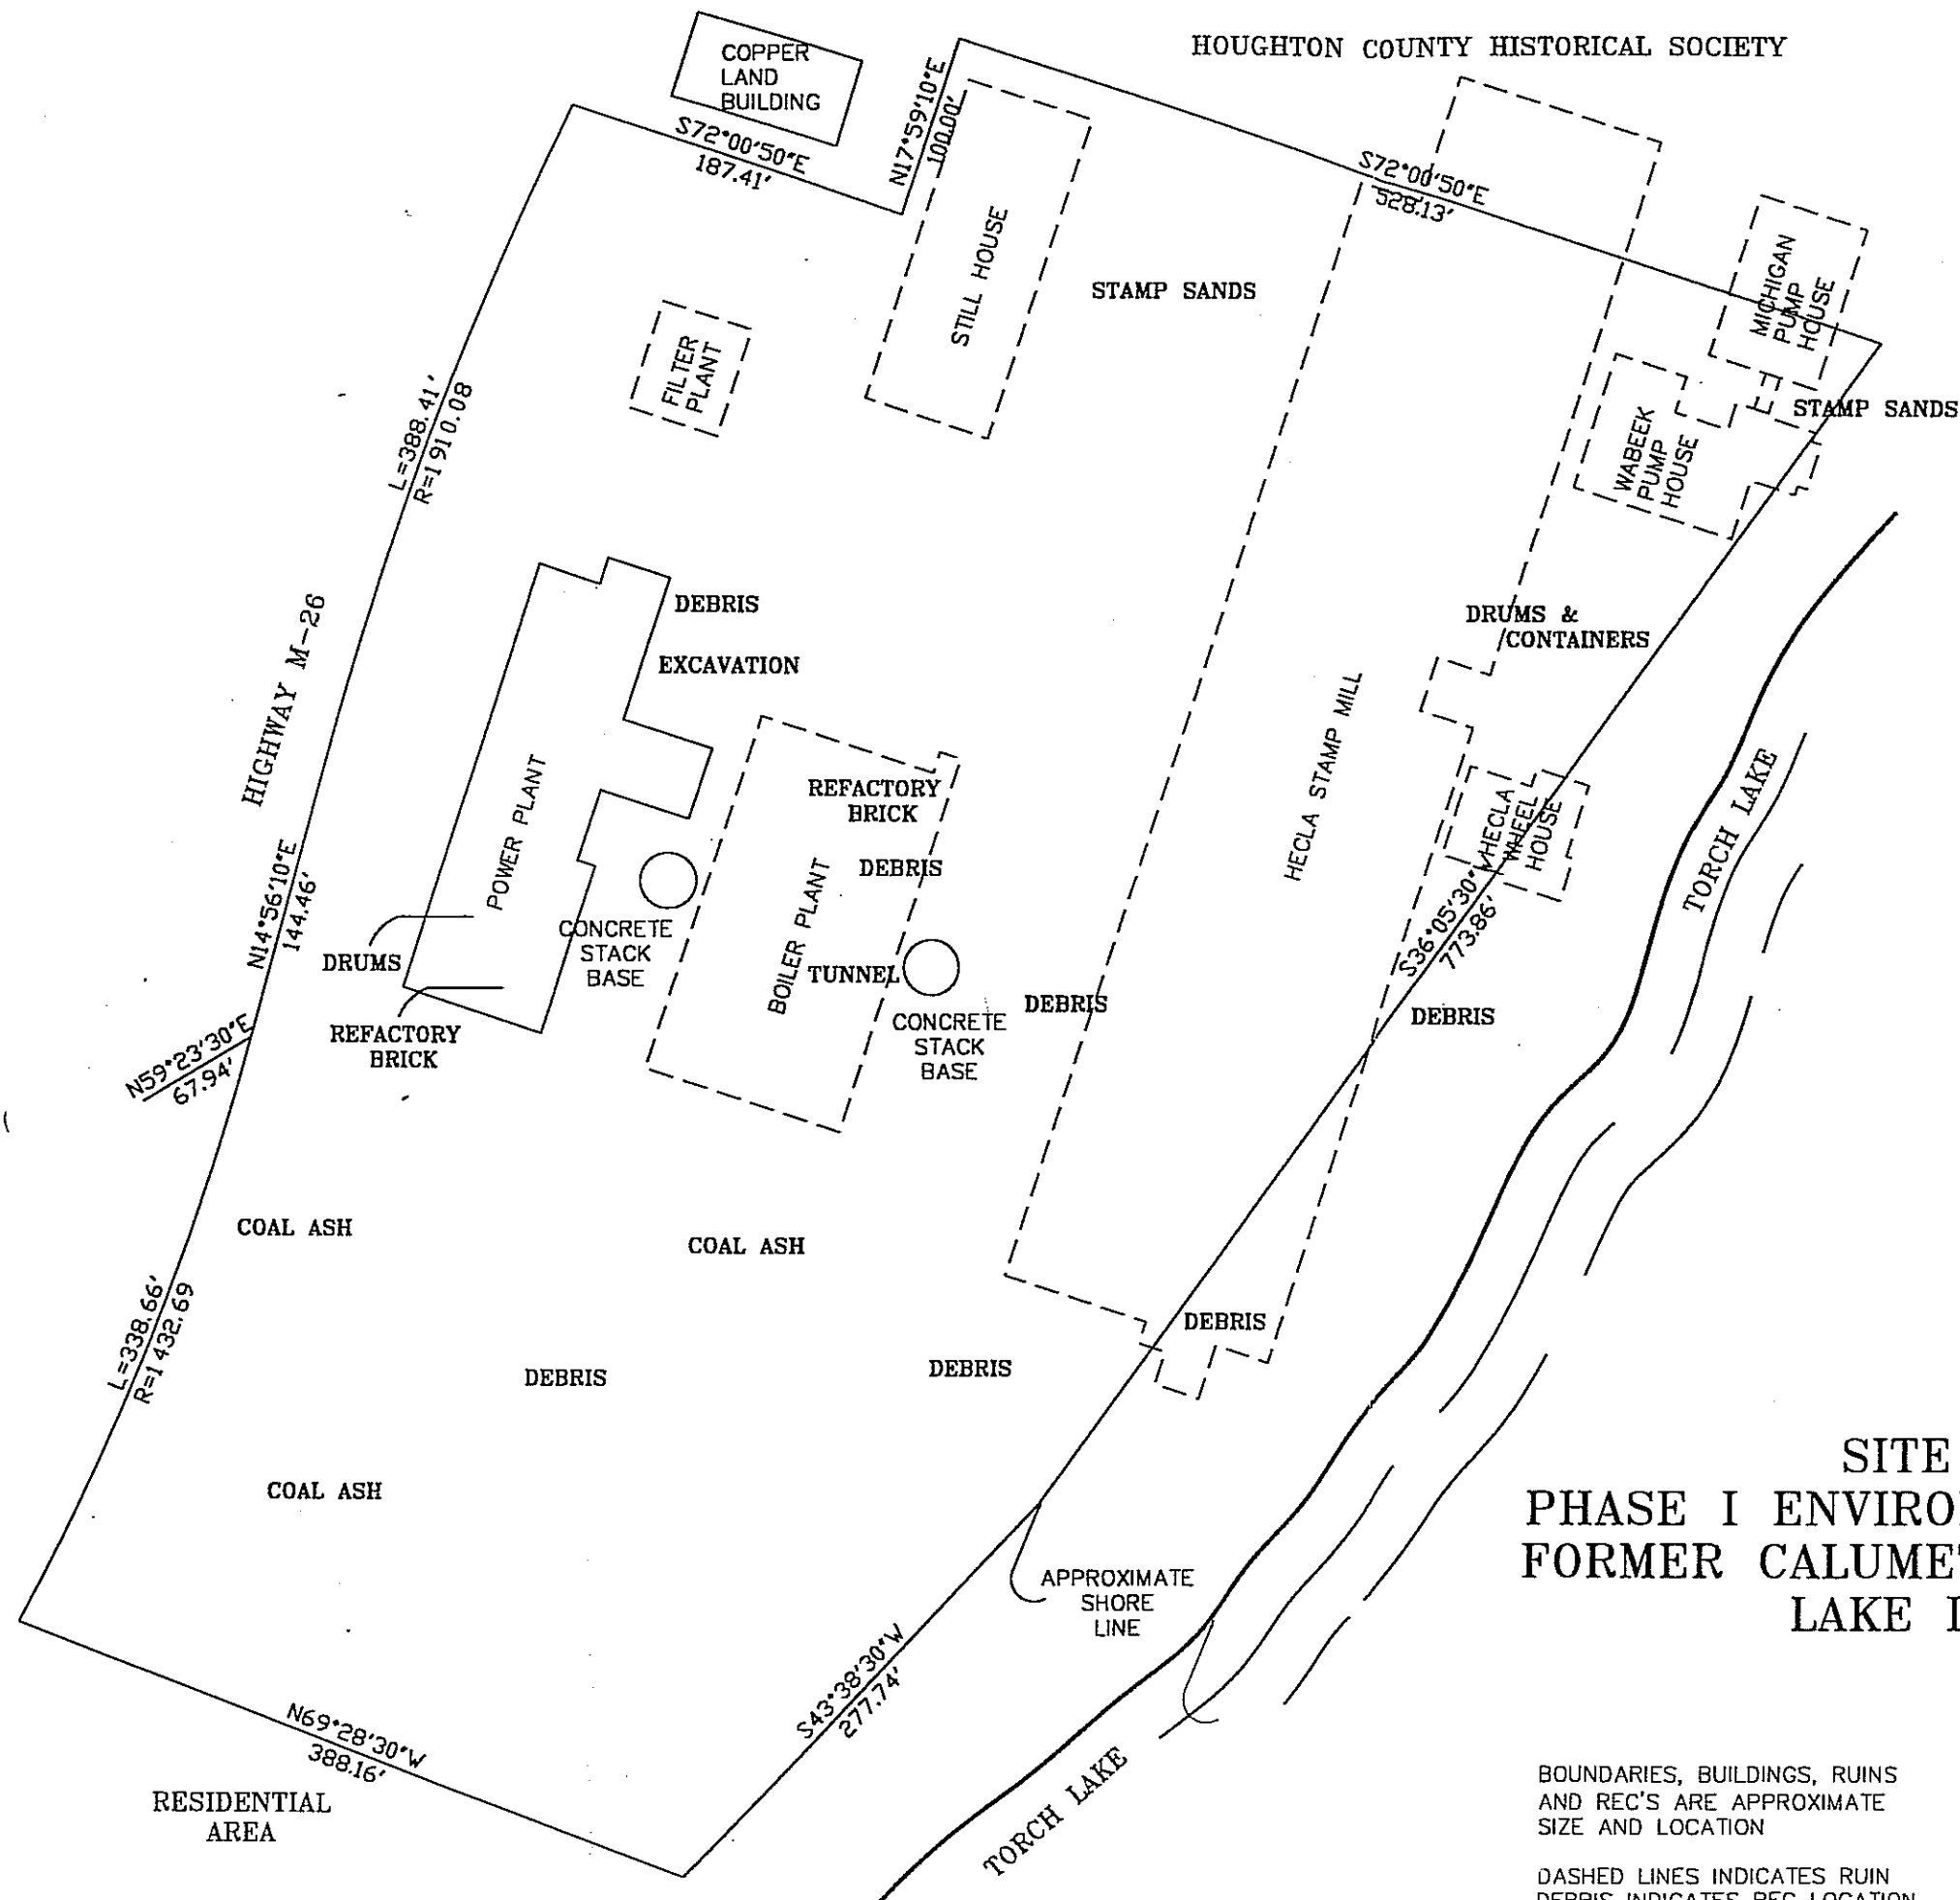 HOUGHTON COUNTY HISTORICAL SOCIETY
COPPER
LAND
BUILDING
S72°00'50"E
187.41'
N17°59'10"E
100.00'
S72°00'50"E
528.13'
STILL HOUSE
STAMP SANDS
MICHIGAN
PUMP
HOUSE
FILTER
PLANT
L=388.41'
R=1910.08
WABEEK
PUMP
HOUSE
STAMP SANDS
HIGHWAY M-26
DEBRIS
EXCAVATION
DRUMS &
CONTAINERS
POWER PLANT
REFACTORY
BRICK
DEBRIS
BOILER PLANT
TUNNEL
HECLA STAMP MILL
HECLA
WHEEL
HOUSE
TORCH LAKE
N14°56'10"E
144.46'
DRUMS
CONCRETE
STACK
BASE
REFACTORY
BRICK
CONCRETE
STACK
BASE
DEBRIS
S36°05'30"W
773.86'
DEBRIS
N59°23'30"E
67.94'
COAL ASH
COAL ASH
L=338.66'
R=1432.69
DEBRIS
DEBRIS
DEBRIS
COAL ASH
SITE
PHASE I ENVIRO
FORMER CALUME
LAKE
APPROXIMATE
SHORE
LINE
S43°38'30"W
277.74'
N69°28'30"W
388.16'
RESIDENTIAL
AREA
TORCH LAKE
BOUNDARIES, BUILDINGS, RUINS
AND REC'S ARE APPROXIMATE
SIZE AND LOCATION
DASHED LINES INDICATES RUIN
DEBRIS INDICATES REC LOCATION